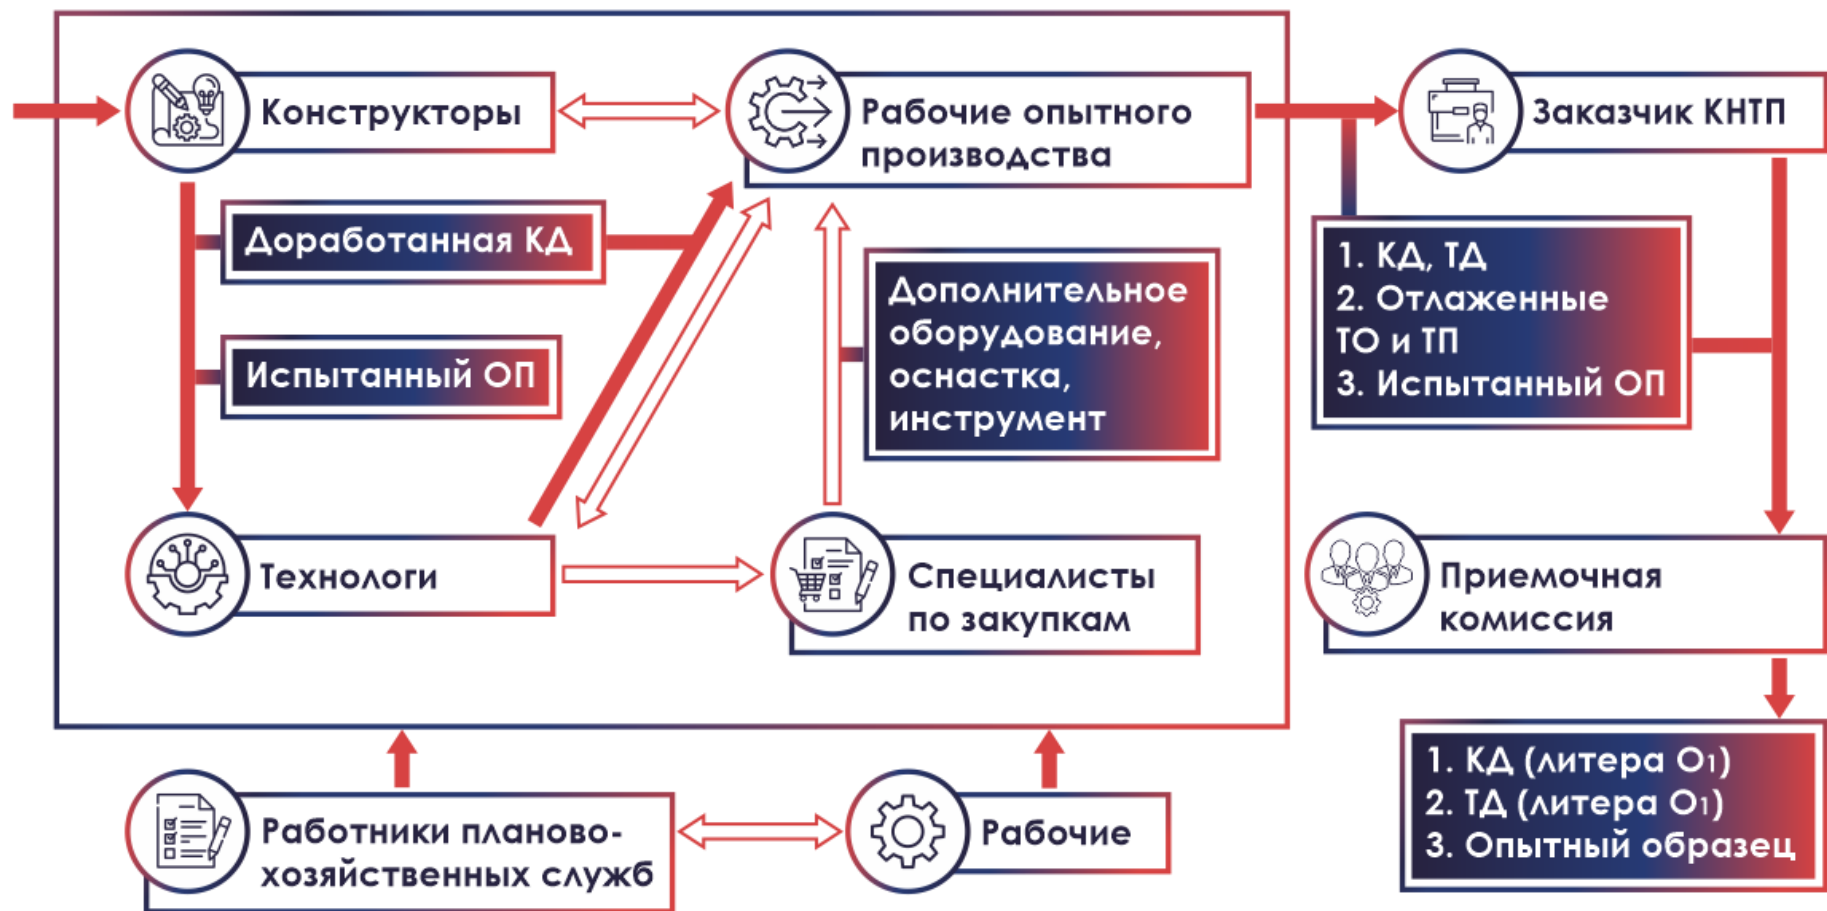 Конструкторы
Рабочие опытного
производства
Заказчик КНТП
Доработанная КД
Испытанный ОП
Дополнительное
оборудование,
оснастка,
инструмент
1. КД, ТД
2. Отлаженные
ТО и ТП
3. Испытанный ОП
Технологи
Специалисты
по закупкам
Приемочная
комиссия
Работники планово-
хозяйственных служб
Рабочие
1. КД (литера О1)
2. ТД (литера О1)
3. Опытный образец